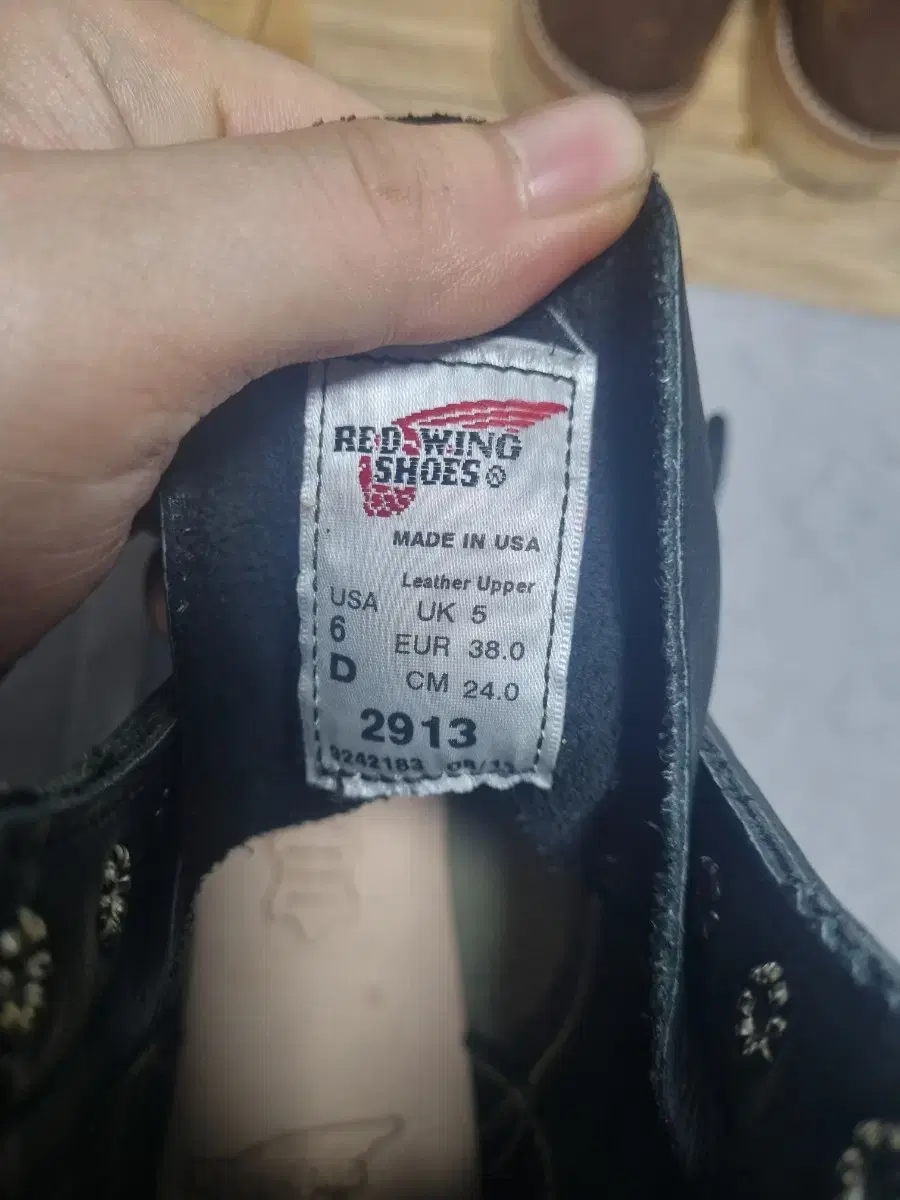 RED WING
SHOES ®
MADE IN USA
Leather Upper
USA UK 5
6 EUR 38.0
D CM 24.0
2913